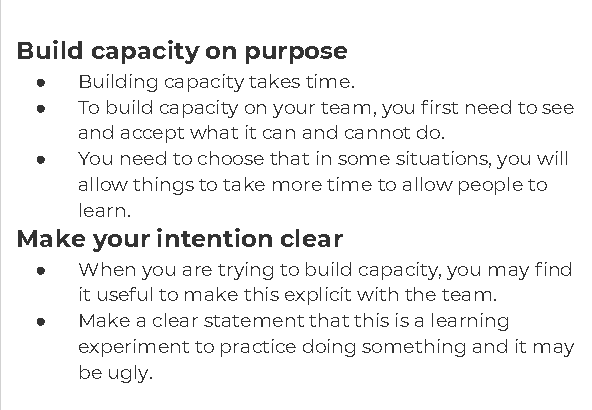 Build capacity on purpose
● Building capacity takes time.
● To build capacity on your team, you first need to see
and accept what it can and cannot do.
● You need to choose that in some situations, you will
allow things to take more time to allow people to
learn.
Make your intention clear
● When you are trying to build capacity, you may find
it useful to make this explicit with the team.
● Make a clear statement that this is a learning
experiment to practice doing something and it may
be ugly.